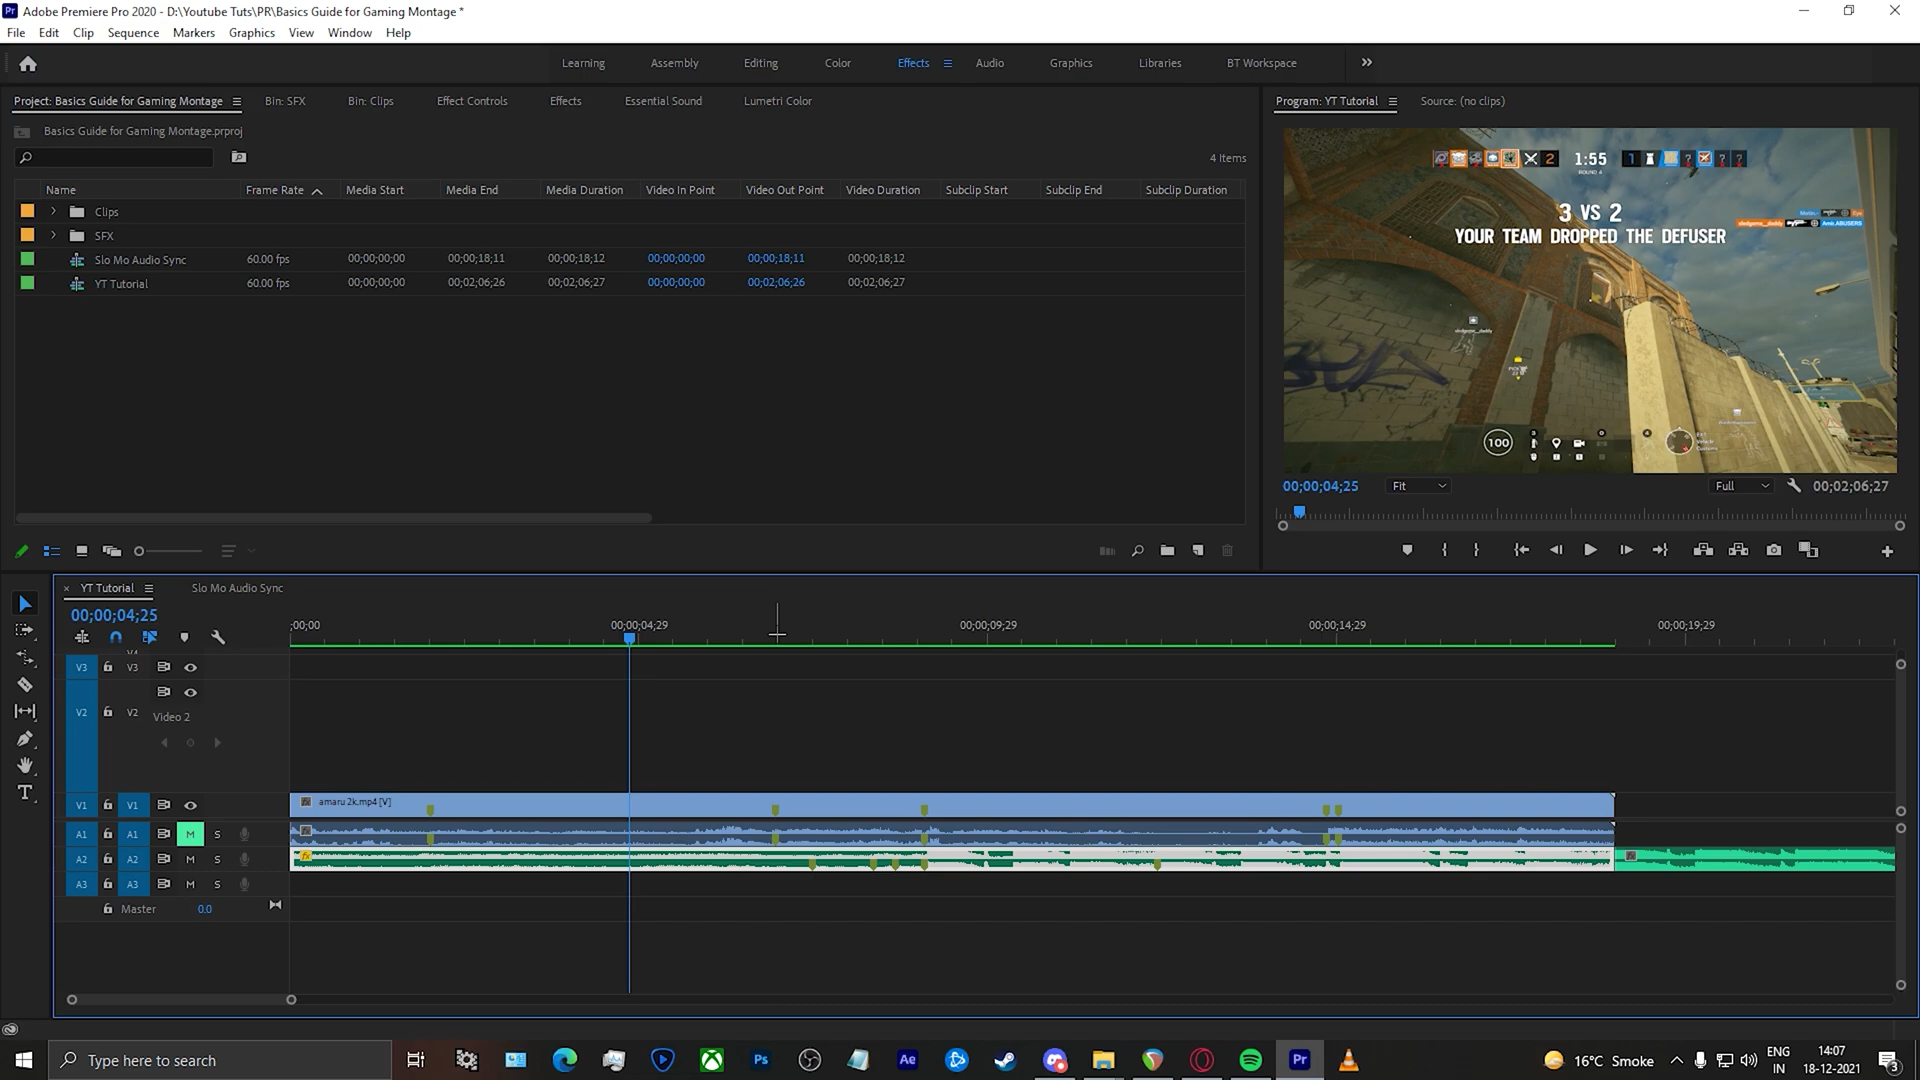 Adobe Premiere Pro 2020 - D:\Youtube Tuts\PR\Basics Guide for Gaming Montage *
File Edit Clip Sequence Markers Graphics View Window Help
Learning Assembly Editing Color Effects Audio Graphics Libraries BT Workspace
Project: Basics Guide for Gaming Montage Bin: SFX Bin: Clips Effect Controls Effects Essential Sound Lumetri Color
Program: YT Tutorial Source: (no clips)
Basics Guide for Gaming Montage.prproj
4 Items
Name Frame Rate Media Start Media End Media Duration Video In Point Video Out Point Video Duration Subclip Start Subclip End Subclip Duration
Clips
SFX
Slo Mo Audio Sync 60.00 fps 00;00;00;00 00;00;18;11 00;00;18;12 00;00;00;00 00;00;18;11 00;00;18;12
YT Tutorial 60.00 fps 00;00;00;00 00;02;06;26 00;02;06;27 00;00;00;00 00;02;06;26 00;02;06;27
2 1:55 1 ? ? ?
ROUND 4
3 VS 2
YOUR TEAM DROPPED THE DEFUSER
100
00;00;04;25 Fit Full 00;02;06;27
YT Tutorial Slo Mo Audio Sync
00;00;04;25
;00;00 00;00;04;29 00;00;09;29 00;00;14;29 00;00;19;29
V3 V3
V2 V2 Video 2
V1 V1 amaru 2k.mp4 [V]
A1 A1 M S
A2 A2 M S
A3 A3 M S
Master 0.0
Type here to search
Ps Ae Pr
16°C Smoke
ENG
IN
14:07
18-12-2021
3